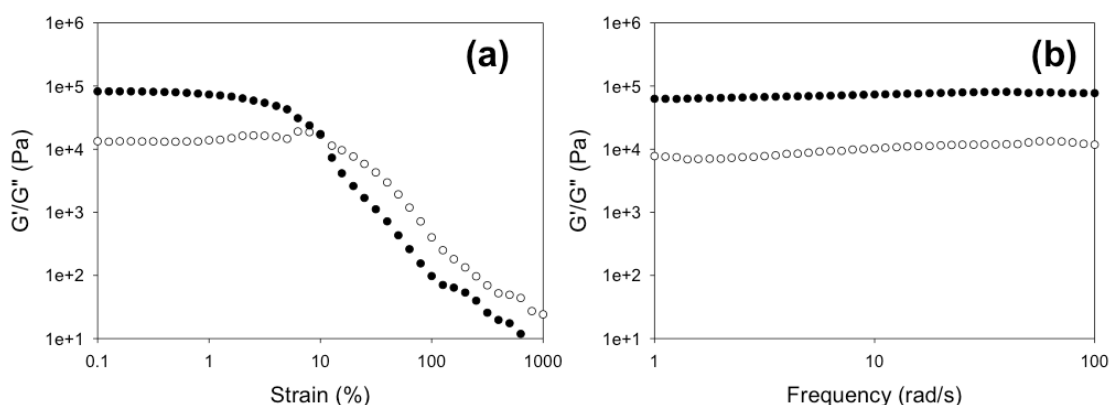 (a)
G'/G" (Pa)
1e+6
1e+5
1e+4
1e+3
1e+2
1e+1
0.1 1 10 100 1000
Strain (%)
(b)
G'/G" (Pa)
1e+6
1e+5
1e+4
1e+3
1e+2
1e+1
1 10 100
Frequency (rad/s)